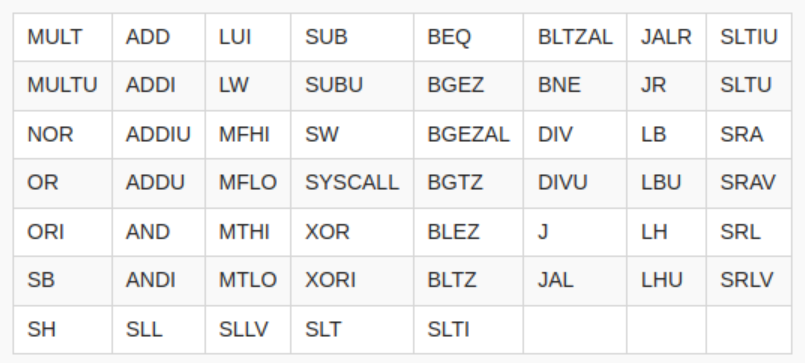 MULT ADD LUI SUB BEQ BLTZAL JALR SLTIU
MULTU ADDI LW SUBU BGEZ BNE JR SLTU
NOR ADDIU MFHI SW BGEZAL DIV LB SRA
OR ADDU MFLO SYSCALL BGTZ DIVU LBU SRAV
ORI AND MTHI XOR BLEZ J LH SRL
SB ANDI MTLO XORI BLTZ JAL LHU SRLV
SH SLL SLLV SLT SLTI